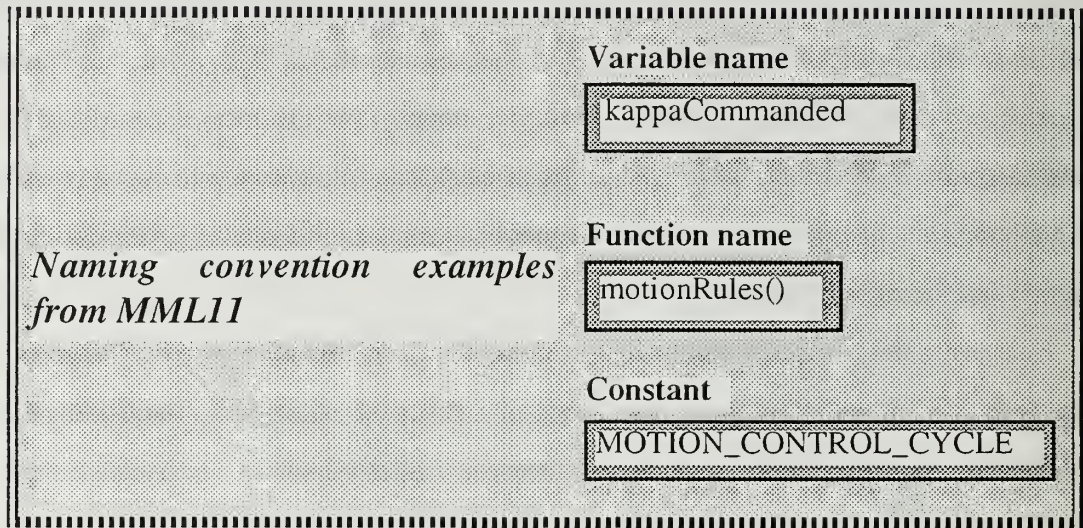 Variable name
kappaCommanded
Function name
Naming convention examples
from MML11
motionRules()
Constant
MOTION_CONTROL_CYCLE